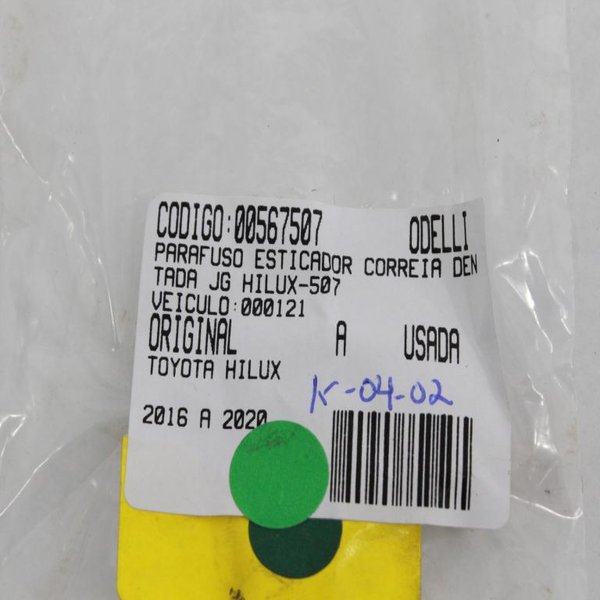 CODIGO:00567507 ODELLI
PARAFUSO ESTICADOR CORREIA DEN
TADA JG HILUX-507
VEICULO:000121
ORIGINAL A USADA
TOYOTA HILUX
K-04-02
2016 A 2020